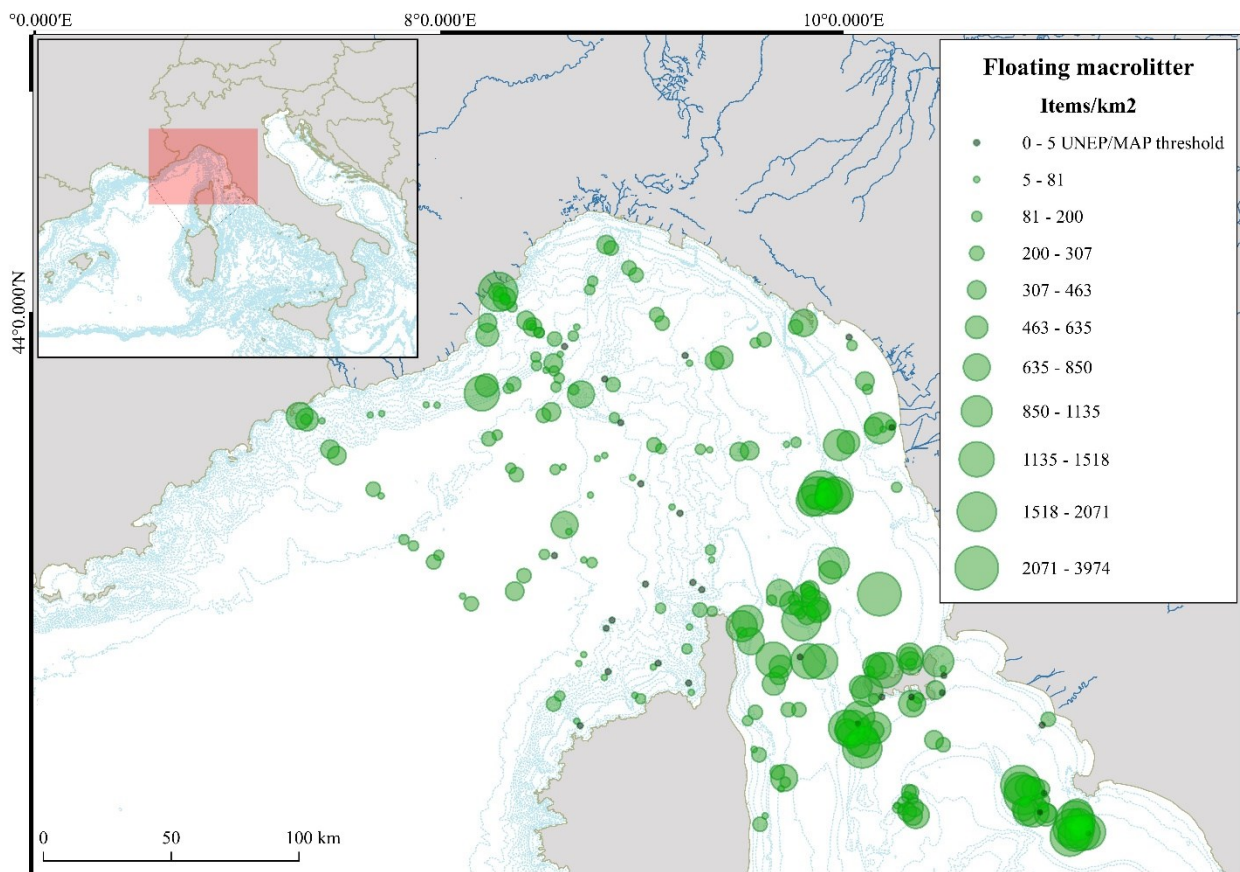 °0.000'E
8°0.000'E
10°0.000'E
44°0.000'N
Floating macrolitter
Items/km2
0 - 5 UNEP/MAP threshold
5 - 81
81 - 200
200 - 307
307 - 463
463 - 635
635 - 850
850 - 1135
1135 - 1518
1518 - 2071
2071 - 3974
0 50 100 km